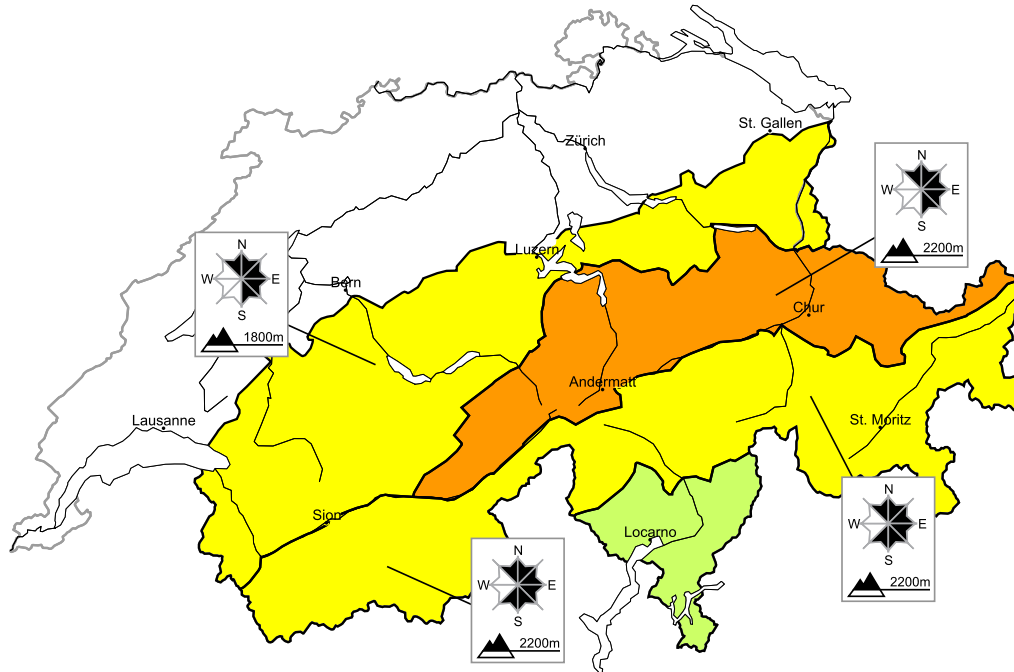 St. Gallen
Zürich
N
W E
S
2200m
Luzern
N
W E
S
1800m
Bern
Chur
Andermatt
Lausanne
St. Moritz
Sion
Locarno
N
W E
S
2200m
N
W E
S
2200m